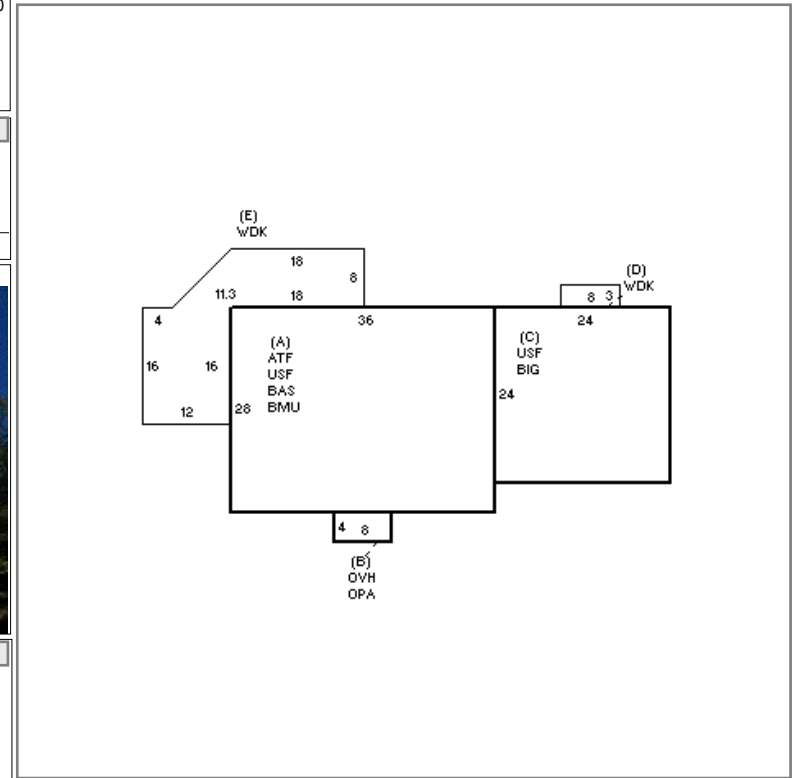 (E)
WDK
18
8
11.3
18
(D)
WDK
8 3
4
36
24
(A)
ATF
USF
BAS
BMU
(C)
USF
BIG
16
16
24
12
28
4 8
(B)
OVH
OPA